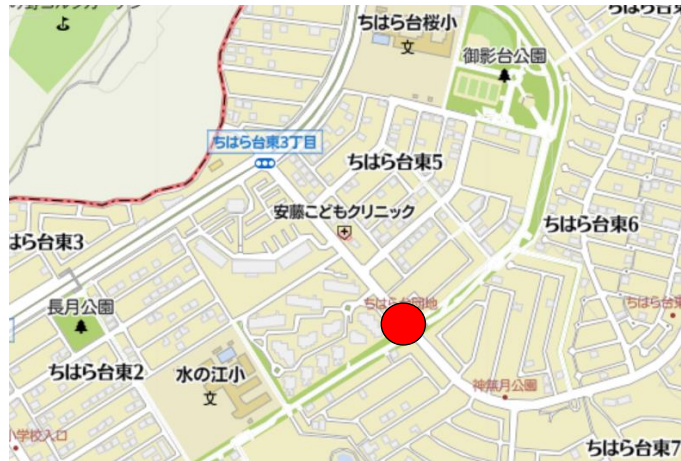 ちはら台桜小
文
御影台公園
ちはら台東3丁目
ちはら台東5
安藤こどもクリニック
ちはら台東6
ちはら台東3
長月公園
ちはら台東2
水の江小
文
神無月公園
小学校入口
ちはら台東7